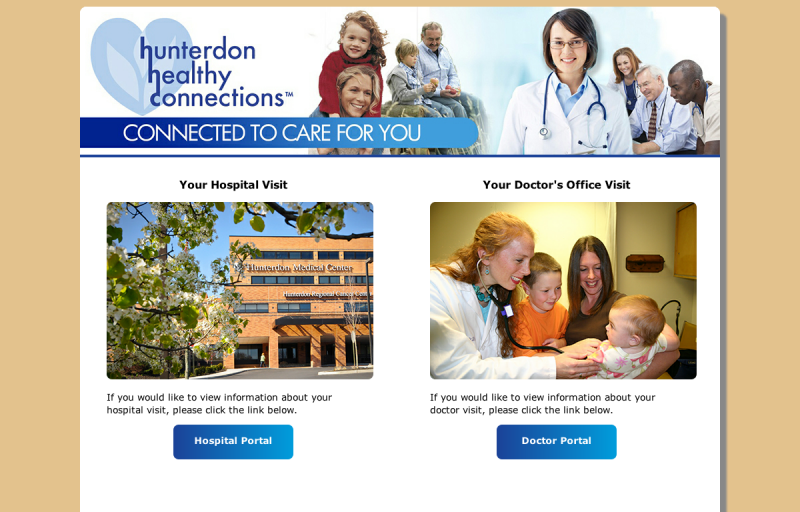 hunterdon
healthy
connections™
CONNECTED TO CARE FOR YOU
Your Hospital Visit
Your Doctor's Office Visit
Hunterdon Medical Center
Hunterdon Regional Cancer Center
If you would like to view information about your
hospital visit, please click the link below.
Hospital Portal
If you would like to view information about your
doctor visit, please click the link below.
Doctor Portal